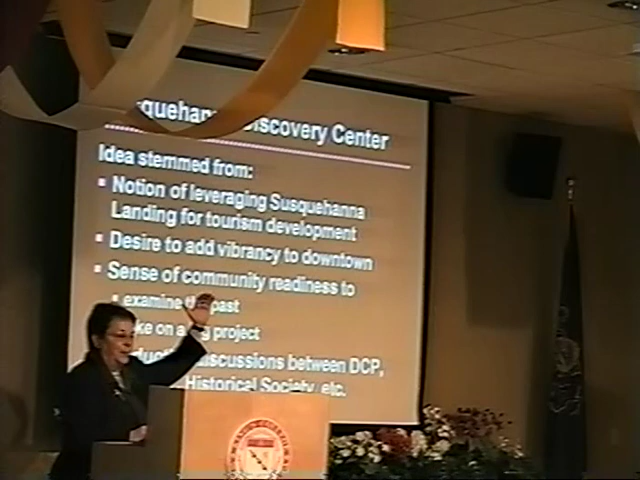 Discovery Center
Idea stemmed from:
Notion of leveraging Susquehanna
Landing for tourism development
Desire to add vibrancy to downtown
Sense of community readiness to
examine past
on a project
discussions between DCP,
Historical Society, etc.